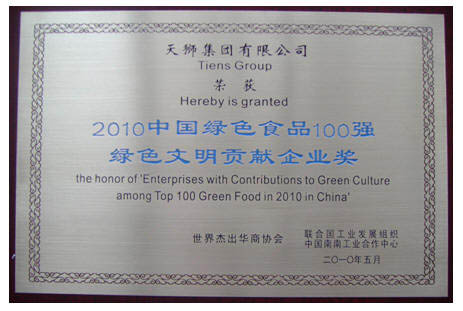 天狮集团有限公司
Tiens Group
荣 获
Hereby is granted
2010中国绿色食品100强
绿色文明贡献企业奖
the honor of 'Enterprises with Contributions to Green Culture
among Top 100 Green Food in 2010 in China'
世界杰出华商协会
联合国工业发展组织
中国南南工业合作中心
二〇一〇年五月